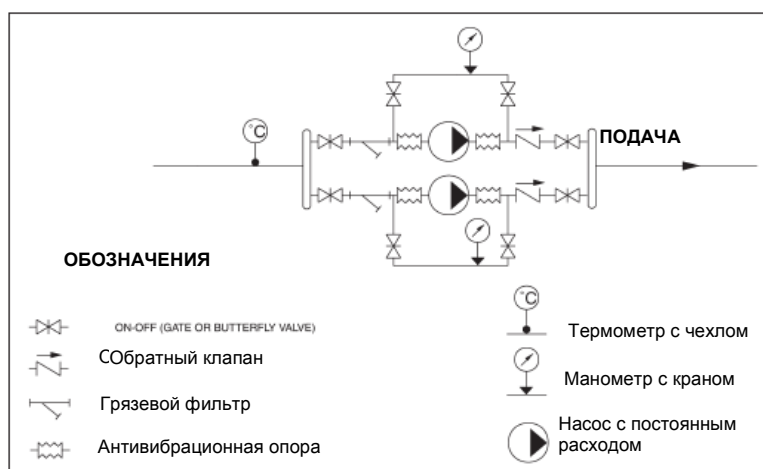 °C
ПОДАЧА
ОБОЗНАЧЕНИЯ
ON-OFF (GATE OR BUTTERFLY VALVE)
СОбратный клапан
Грязевой фильтр
Антивибрационная опора
°C
Термометр с чехлом
Манометр с краном
Насос с постоянным
расходом